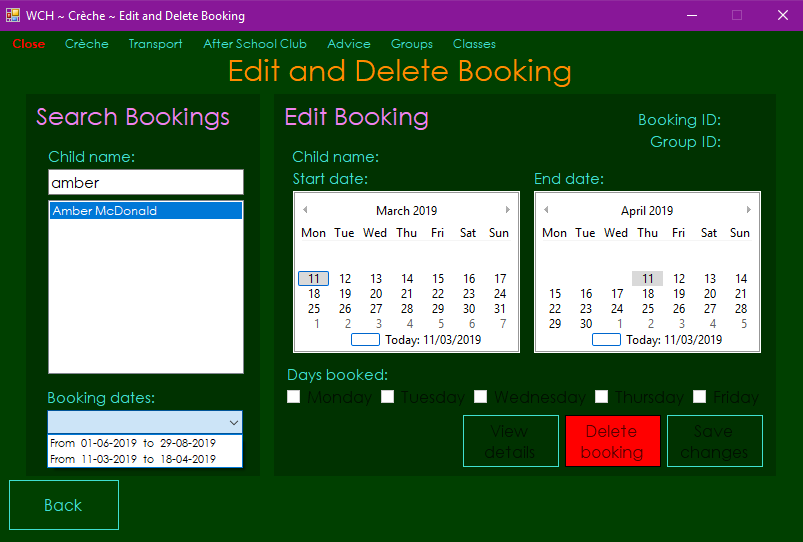 WCH ~ Crèche ~ Edit and Delete Booking
Close Crèche Transport After School Club Advice Groups Classes
Edit and Delete Booking
Search Bookings
Child name:
amber
Amber McDonald
Booking dates:
From 01-06-2019 to 29-08-2019
From 11-03-2019 to 18-04-2019
Edit Booking
Booking ID:
Group ID:
Child name:
Start date:
March 2019
Mon Tue Wed Thu Fri Sat Sun
11 12 13 14 15 16 17
18 19 20 21 22 23 24
25 26 27 28 29 30 31
1 2 3 4 5 6 7
Today: 11/03/2019
End date:
April 2019
Mon Tue Wed Thu Fri Sat Sun
11 12 13 14
15 16 17 18 19 20 21
22 23 24 25 26 27 28
29 30 1 2 3 4 5
Today: 11/03/2019
Days booked:
Monday Tuesday Wednesday Thursday Friday
View
details
Delete
booking
Save
changes
Back